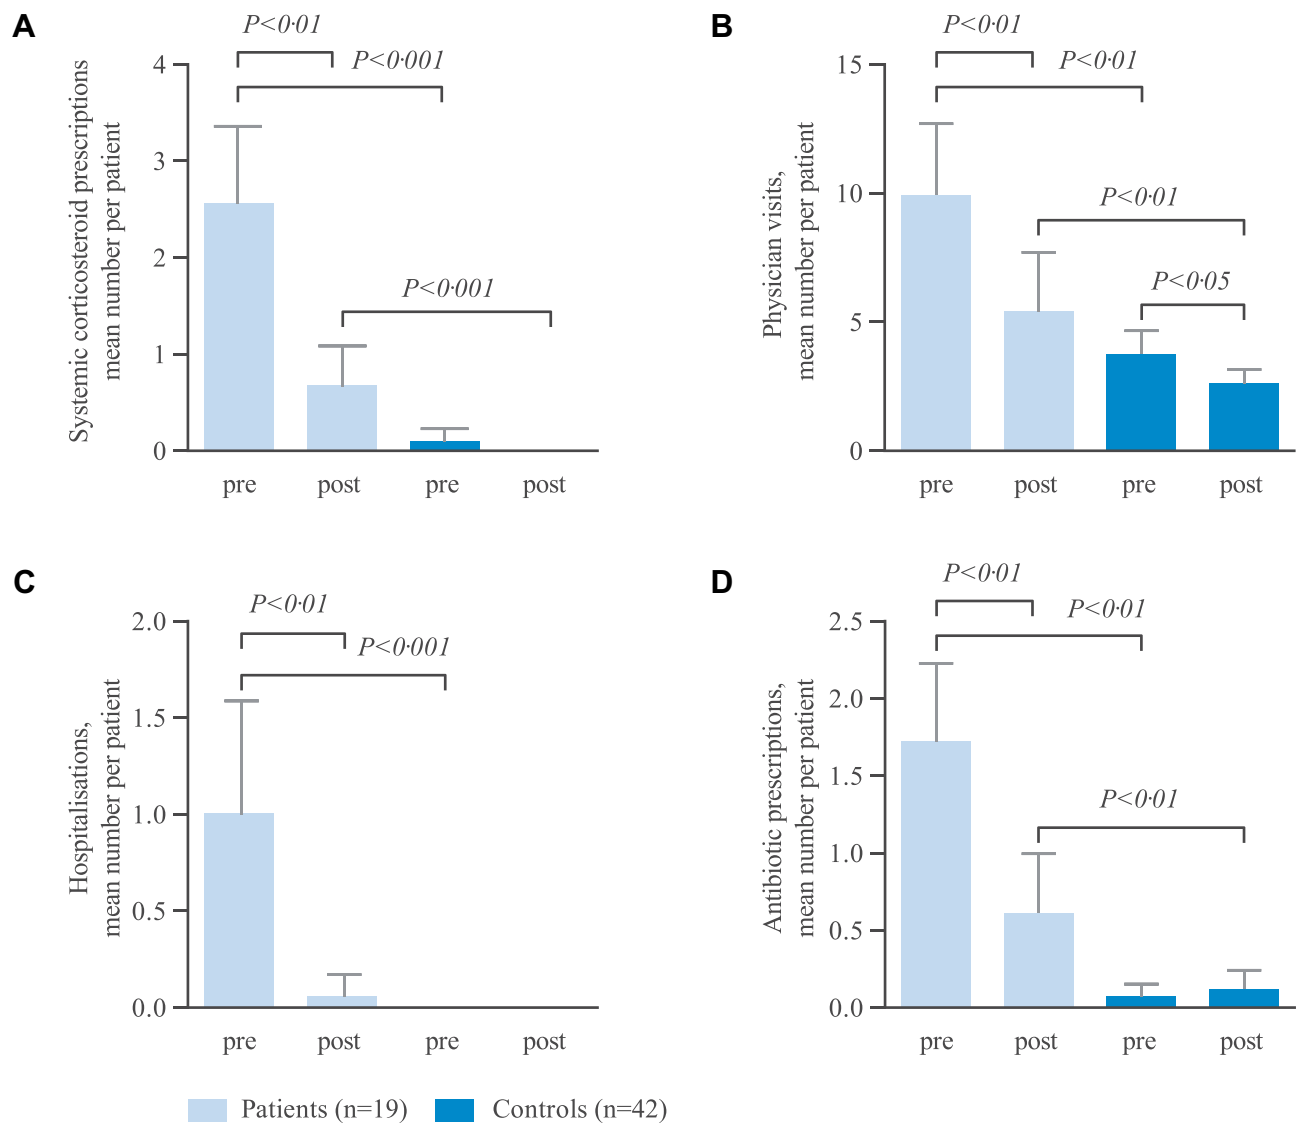 A
P<0·01
P<0·001
P<0·001
Systemic corticosteroid prescriptions
mean number per patient
4
3
2
1
0
pre post pre post
B
P<0·01
P<0·01
P<0·01
P<0·05
Physician visits,
mean number per patient
15
10
5
0
pre post pre post
C
P<0·01
P<0·001
Hospitalisations,
mean number per patient
2.0
1.5
1.0
0.5
0.0
pre post pre post
D
P<0·01
P<0·01
P<0·01
Antibiotic prescriptions,
mean number per patient
2.5
2.0
1.5
1.0
0.5
0.0
pre post pre post
Patients (n=19) Controls (n=42)